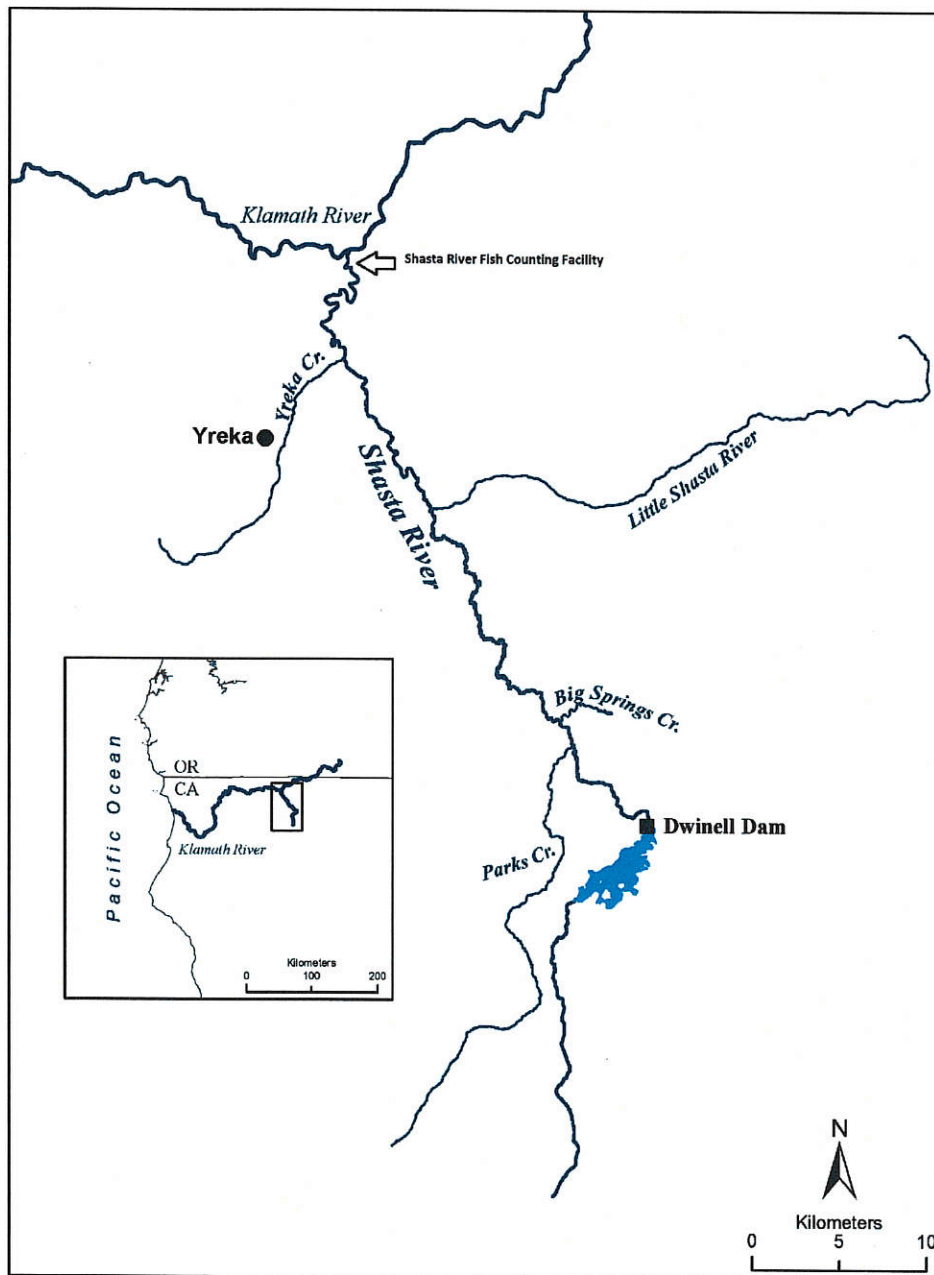 Klamath River
Shasta River Fish Counting Facility
Yreka Cr.
Yreka
Shasta River
Little Shasta River
Big Springs Cr.
Dwinell Dam
Parks Cr.
Pacific Ocean
OR
CA
Klamath River
Kilometers
0 100 200
N
Kilometers
0 5 10